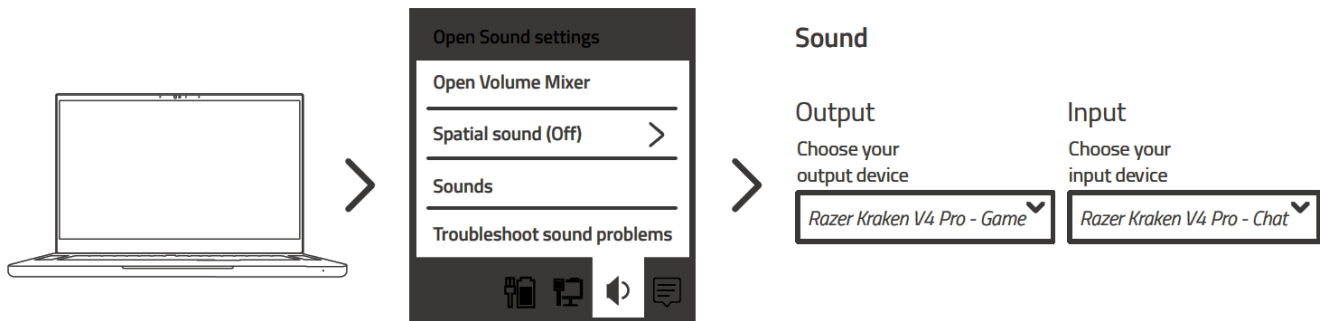 Open Sound settings
Open Volume Mixer
Spatial sound (Off)
Sounds
Troubleshoot sound problems
Sound
Output
Choose your
output device
Razer Kraken V4 Pro - Game
Input
Choose your
input device
Razer Kraken V4 Pro - Chat